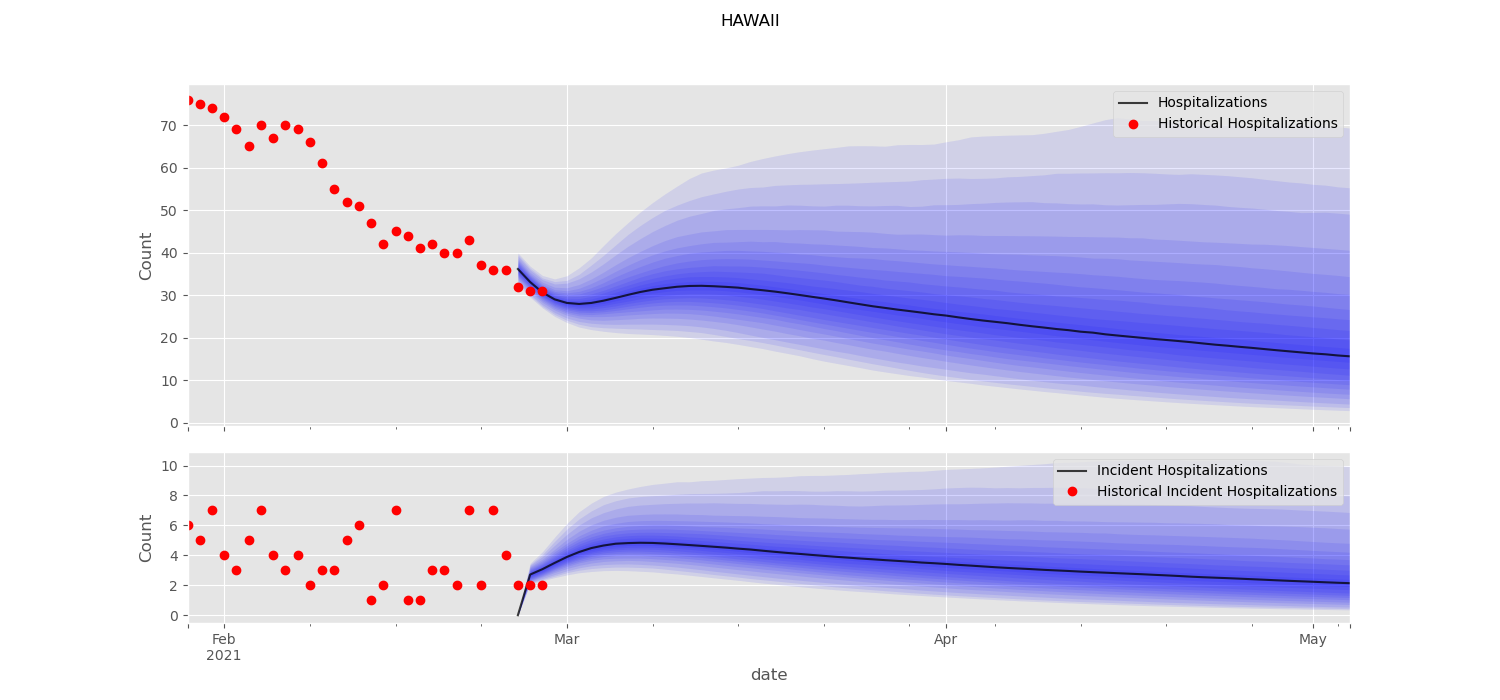 HAWAII
Hospitalizations
Historical Hospitalizations
70
60
50
40
30
20
10
0
Count
Incident Hospitalizations
Historical Incident Hospitalizations
10
8
6
4
2
0
Count
Feb
2021
Mar
Apr
May
date